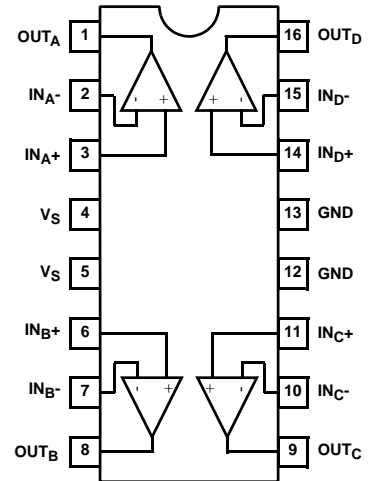 OUTA 1 16 OUTD
INA- 2 - + + - 15 IND-
INA+ 3 14 IND+
VS 4 13 GND
VS 5 12 GND
INB+ 6 11 INC+
INB- 7 - + + - 10 INC-
OUTB 8 9 OUTC